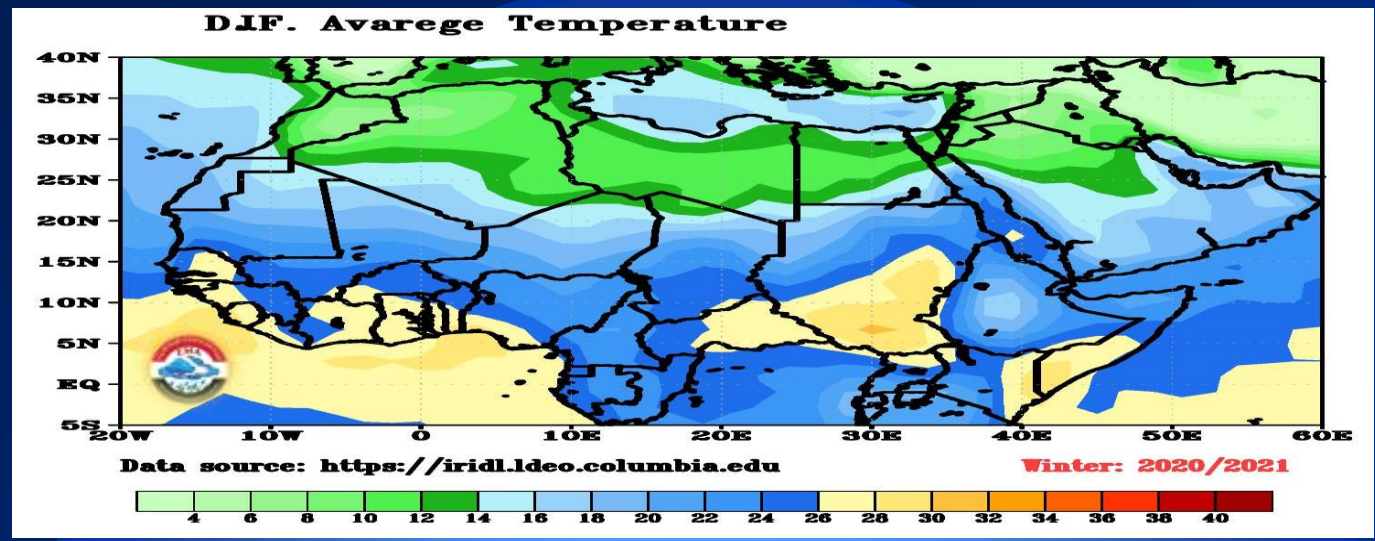 DJF. Avarege Temperature
40N
35N
30N
25N
20N
15N
10N
5N
EQ
5S
20W 10W 0 10E 20E 30E 40E 50E 60E
Data source: https://iridl.ldeo.columbia.edu
Winter: 2020/2021
4 6 8 10 12 14 16 18 20 22 24 26 28 30 32 34 36 38 40